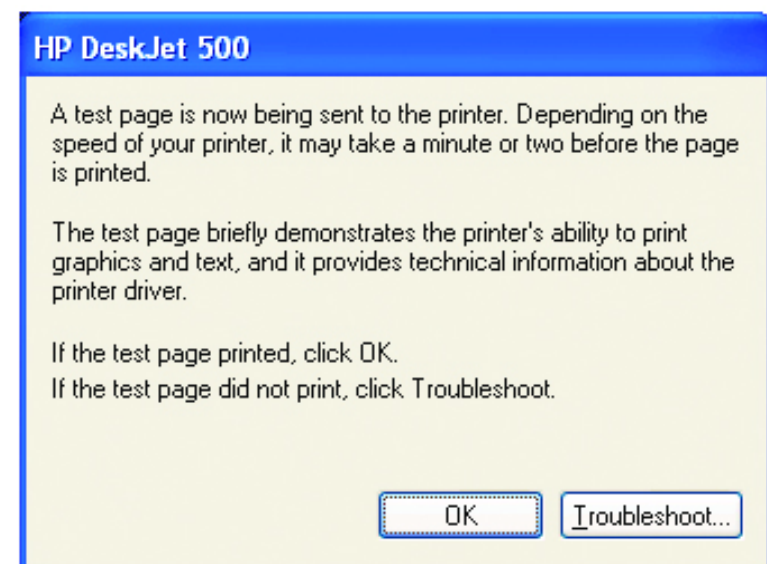 HP DeskJet 500
A test page is now being sent to the printer. Depending on the
speed of your printer, it may take a minute or two before the page
is printed.
The test page briefly demonstrates the printer's ability to print
graphics and text, and it provides technical information about the
printer driver.
If the test page printed, click OK.
If the test page did not print, click Troubleshoot.
OK
Troubleshoot...